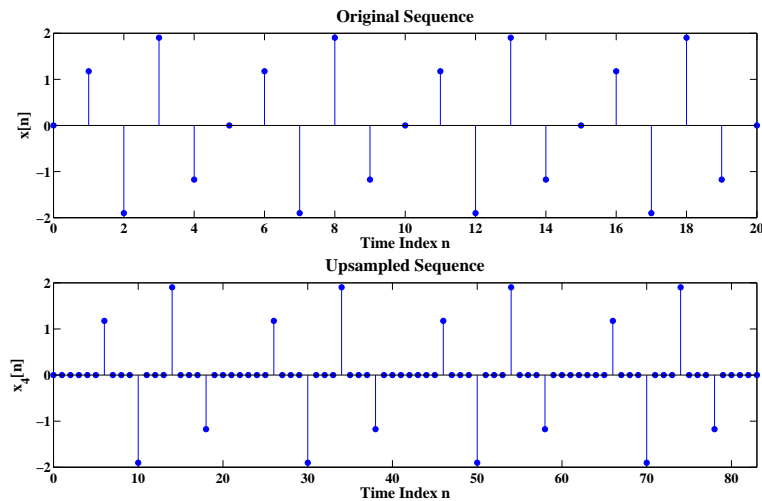 Original Sequence
2
1
0
−1
−2
x[n]
0 2 4 6 8 10 12 14 16 18 20
Time Index n
Upsampled Sequence
2
1
0
−1
−2
x4[n]
0 10 20 30 40 50 60 70 80
Time Index n